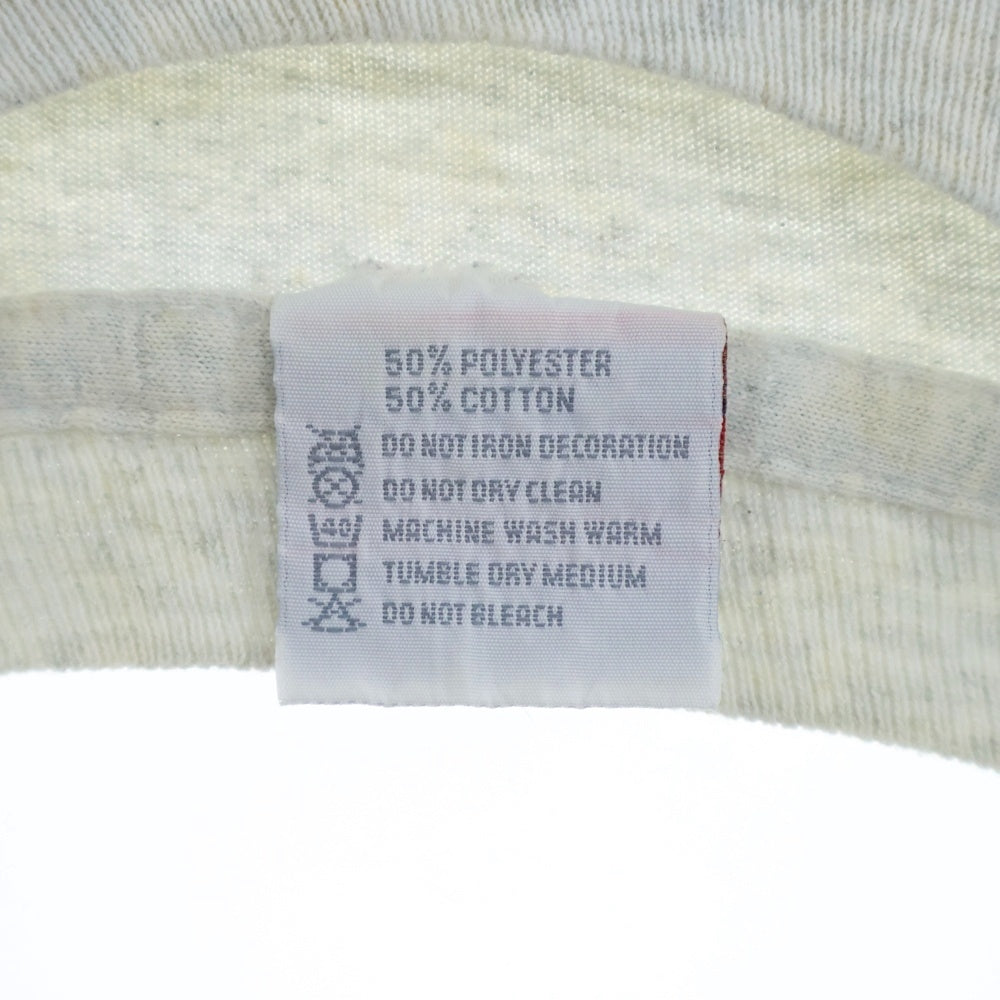 50% POLYESTER
50% COTTON
DO NOT IRON DECORATION
DO NOT DRY CLEAN
40 MACHINE WASH WARM
TUMBLE DRY MEDIUM
DO NOT BLEACH